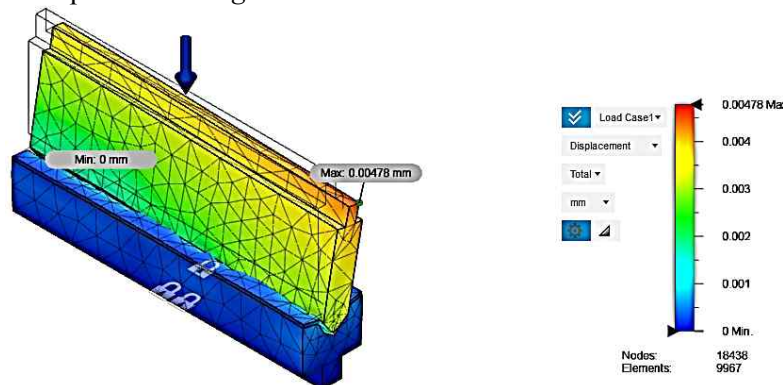 Min: 0 mm
Max: 0.00478 mm
Load Case1
Displacement
Total
mm
0.00478 Max
0.004
0.003
0.002
0.001
0 Min.
Nodes: 18438
Elements: 9967